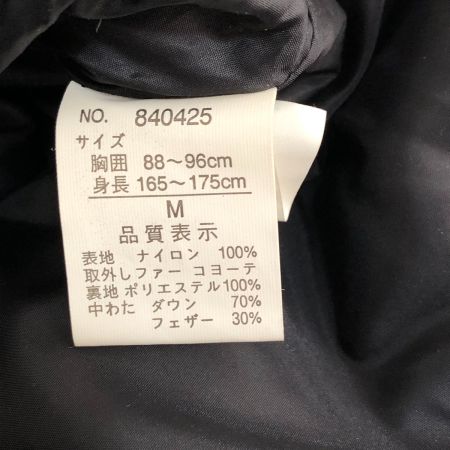 NO. 840425
サイズ
胸囲 88～96cm
身長 165～175cm
M
品質表示
表地 ナイロン 100%
取外しファー コヨーテ
裏地 ポリエステル100%
中わた ダウン 70%
フェザー 30%